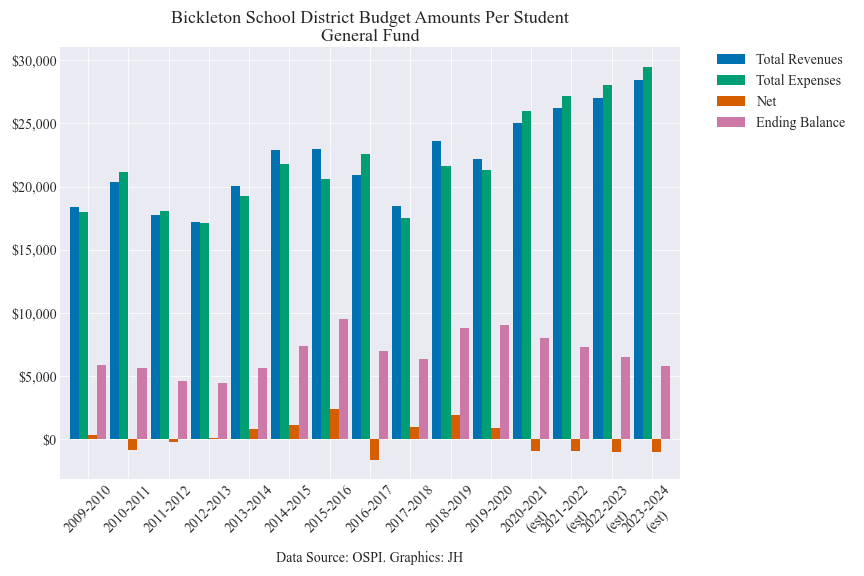 Bickleton School District Budget Amounts Per Student
General Fund
$30,000
$25,000
$20,000
$15,000
$10,000
$5,000
$0
Total Revenues
Total Expenses
Net
Ending Balance
2009-2010
2010-2011
2011-2012
2012-2013
2013-2014
2014-2015
2015-2016
2016-2017
2017-2018
2018-2019
2019-2020
2020-2021
(est)
2021-2022
(est)
2022-2023
(est)
2023-2024
(est)
Data Source: OSPI. Graphics: JH